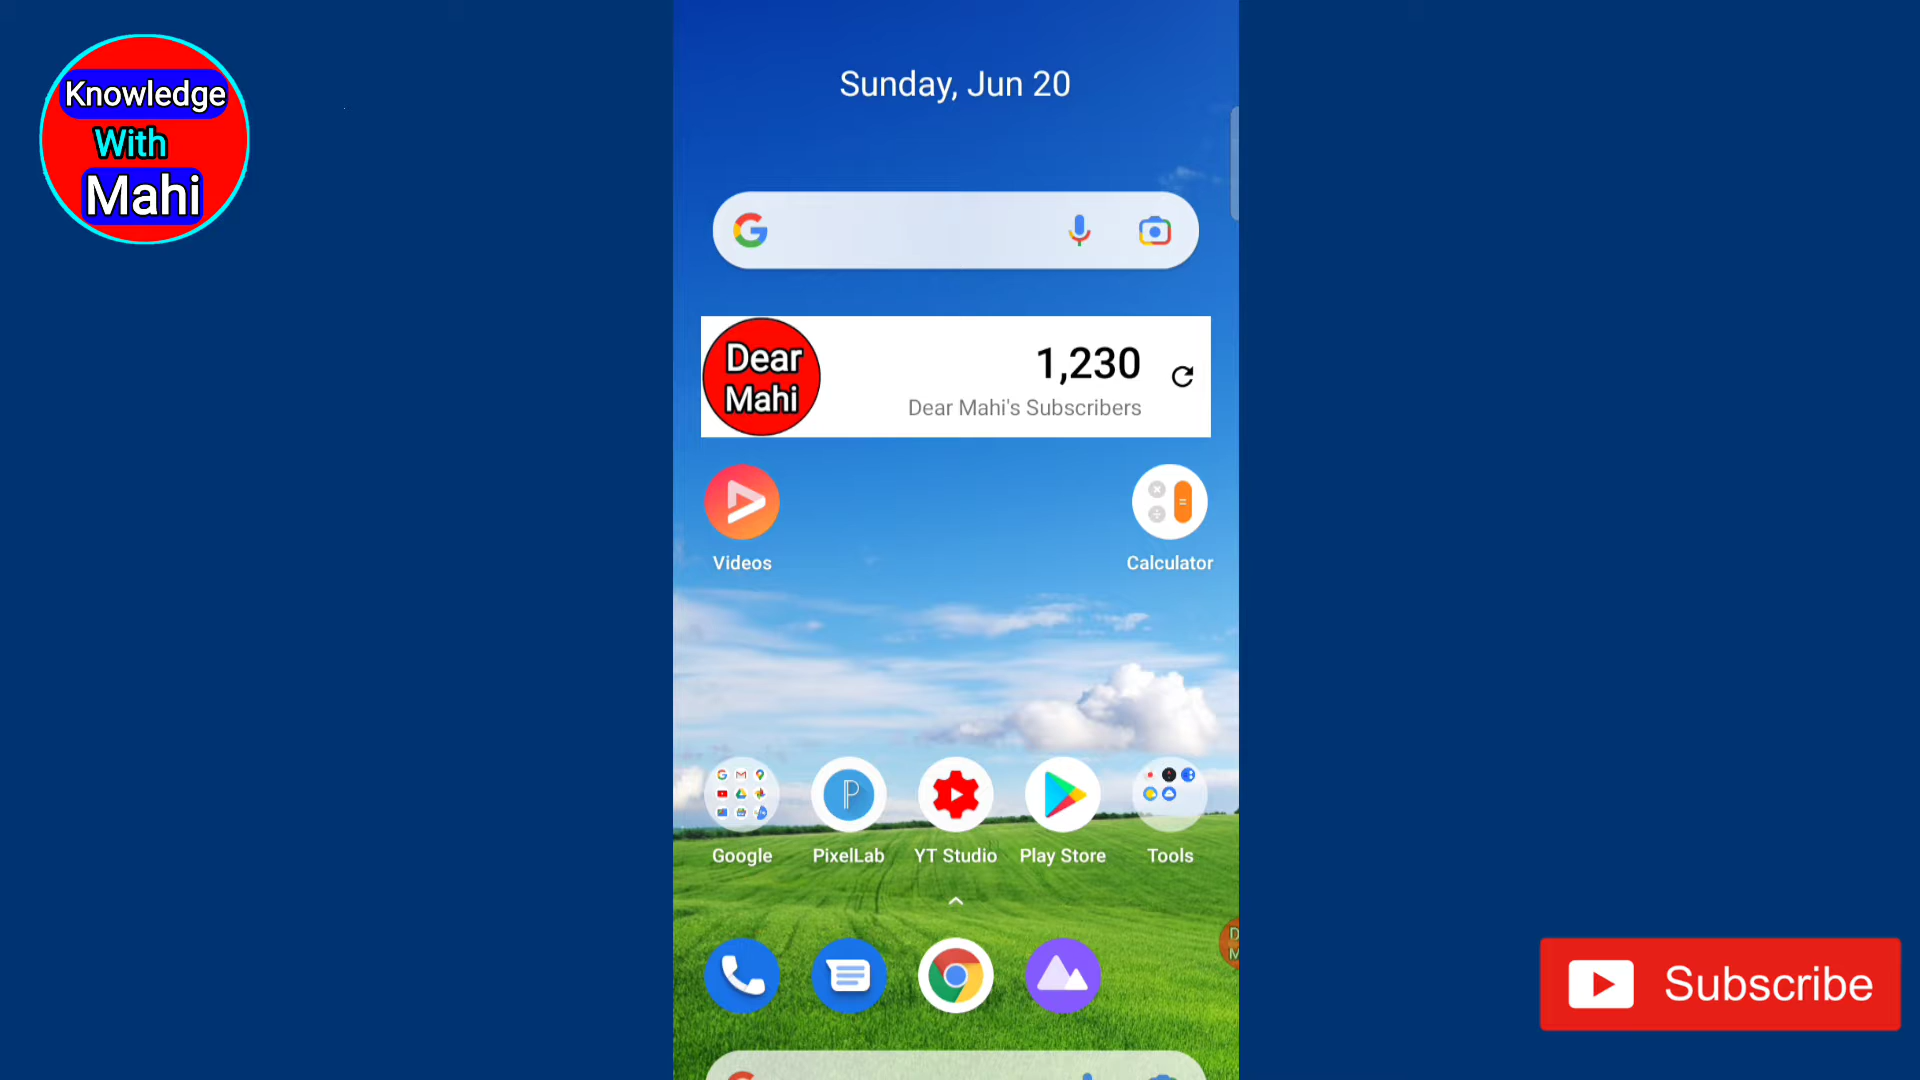 Knowledge
With
Mahi
Sunday, Jun 20
Dear
Mahi
1,230
Dear Mahi's Subscribers
Videos
Calculator
Google
PixelLab
YT Studio
Play Store
Tools
Subscribe